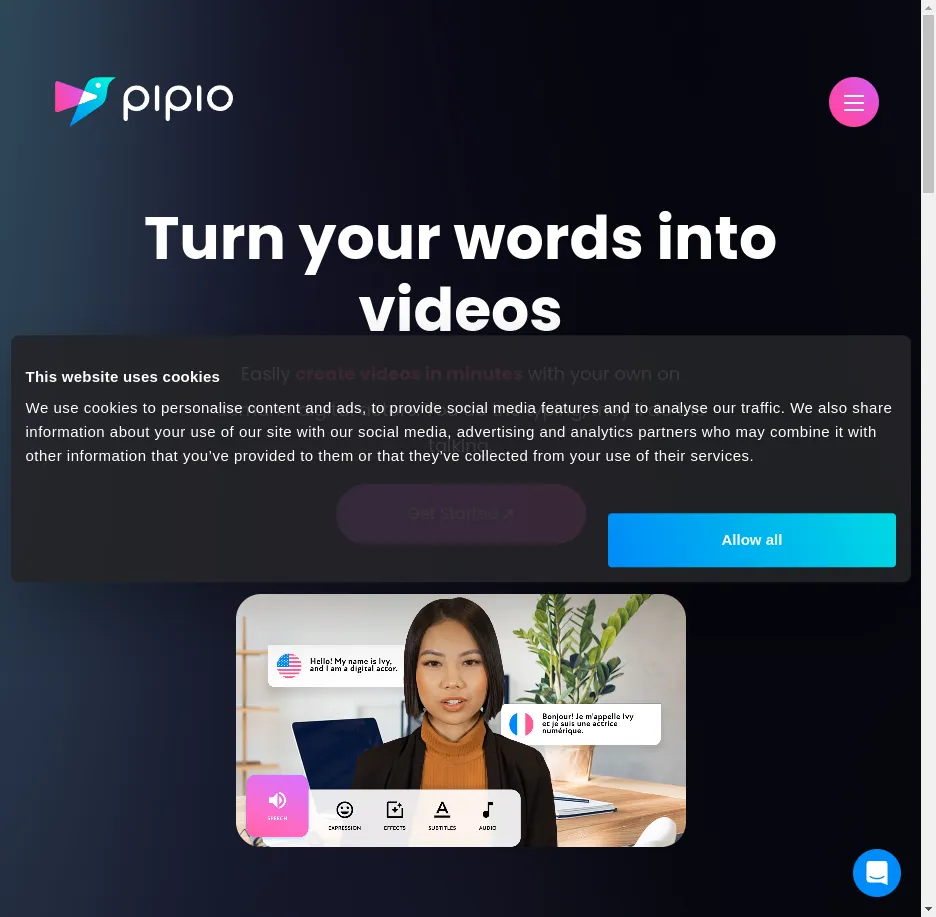 pipio
Turn your words into
videos
Easily create videos in minutes with your own on
This website uses cookies
We use cookies to personalise content and ads, to provide social media features and to analyse our traffic. We also share
information about your use of our site with our social media, advertising and analytics partners who may combine it with
other information that you've provided to them or that they've collected from your use of their services.
talking.
Get Started ↗
Allow all
Hello! My name is Ivy,
and I am a digital actor.
Bonjour! Je m'appelle Ivy
et je suis une actrice
numérique.
SPEECH
EXPRESSION
EFFECTS
SUBTITLES
AUDIO